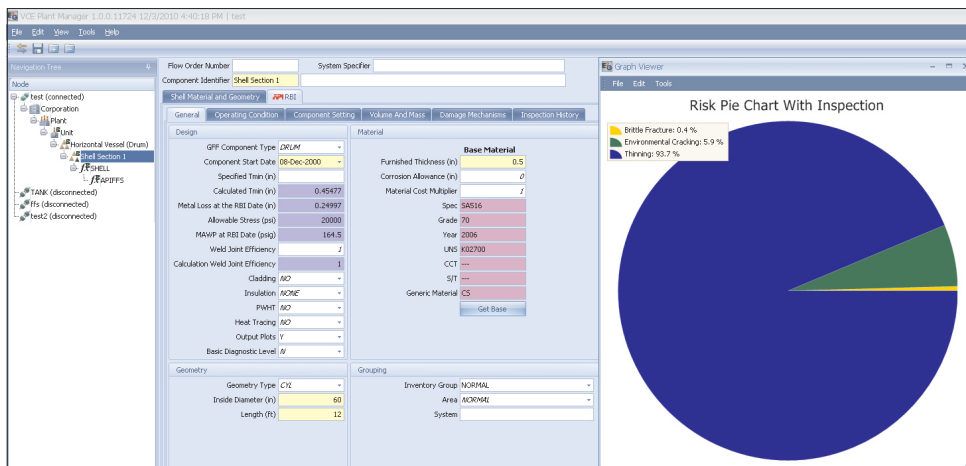 VCE Plant Manager 1.0.0.11724 12/3/2010 4:40:18 PM | test
File Edit View Tools Help
Navigation Tree
Node
test (connected)
Corporation
Plant
Unit
Horizontal Vessel (Drum)
Shell Section 1
SHELL
APIFFS
TANK (disconnected)
ffs (disconnected)
test2 (disconnected)
Flow Order Number System Specifier
Component Identifier Shell Section 1
Shell Material and Geometry API RBI
General Operating Condition Component Setting Volume And Mass Damage Mechanisms Inspection History
Design
GFF Component Type DRUM
Component Start Date 08-Dec-2000
Specified Tmin (in)
Calculated Tmin (in) 0.45477
Metal Loss at the RBI Date (in) 0.24997
Allowable Stress (psi) 20000
MAWP at RBI Date (psig) 164.5
Weld Joint Efficiency 1
Calculation Weld Joint Efficiency 1
Cladding NO
Insulation NONE
PWHT NO
Heat Tracing NO
Output Plots Y
Basic Diagnostic Level N
Material
Base Material
Furnished Thickness (in) 0.5
Corrosion Allowance (in) 0
Material Cost Multiplier 1
Spec SA516
Grade 70
Year 2006
UNS K02700
CCT ---
S/T ---
Generic Material CS
Get Base
Geometry
Geometry Type CYL
Inside Diameter (in) 60
Length (ft) 12
Grouping
Inventory Group NORMAL
Area NORMAL
System
Graph Viewer
File Edit Tools
Risk Pie Chart With Inspection
Brittle Fracture: 0.4 %
Environmental Cracking: 5.9 %
Thinning: 93.7 %